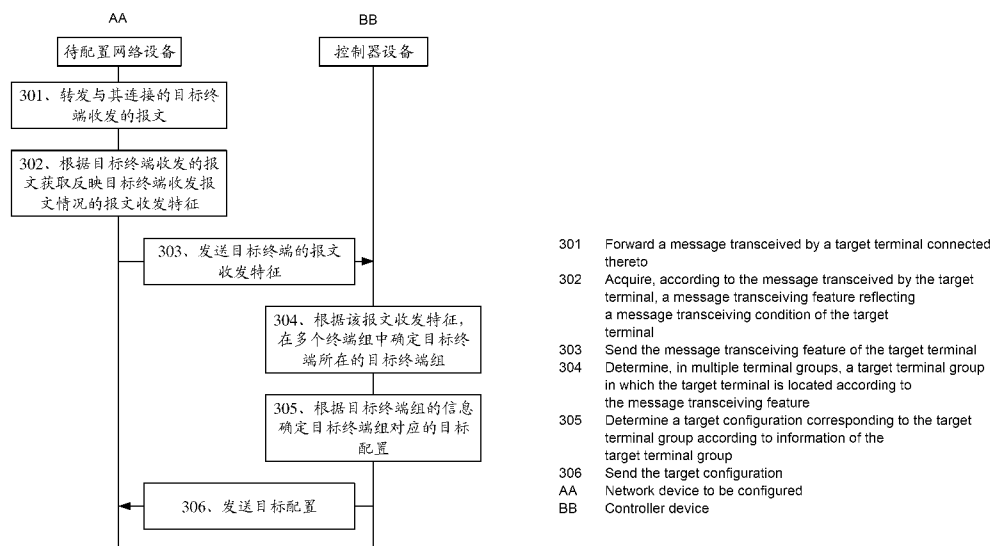 AA
BB
待配置网络设备
控制器设备
301、转发与其连接的目标终
端收发的报文
302、根据目标终端收发的报
文获取反映目标终端收发报
文情况的报文收发特征
303、发送目标终端的报文
收发特征
304、根据该报文收发特征，
在多个终端组中确定目标终
端所在的目标终端组
305、根据目标终端组的信息
确定目标终端组对应的目标
配置
306、发送目标配置
301 Forward a message transceived by a target terminal connected
thereto
302 Acquire, according to the message transceived by the target
terminal, a message transceiving feature reflecting
a message transceiving condition of the target
terminal
303 Send the message transceiving feature of the target terminal
304 Determine, in multiple terminal groups, a target terminal group
in which the target terminal is located according to
the message transceiving feature
305 Determine a target configuration corresponding to the target
terminal group according to information of the
target terminal group
306 Send the target configuration
AA Network device to be configured
BB Controller device